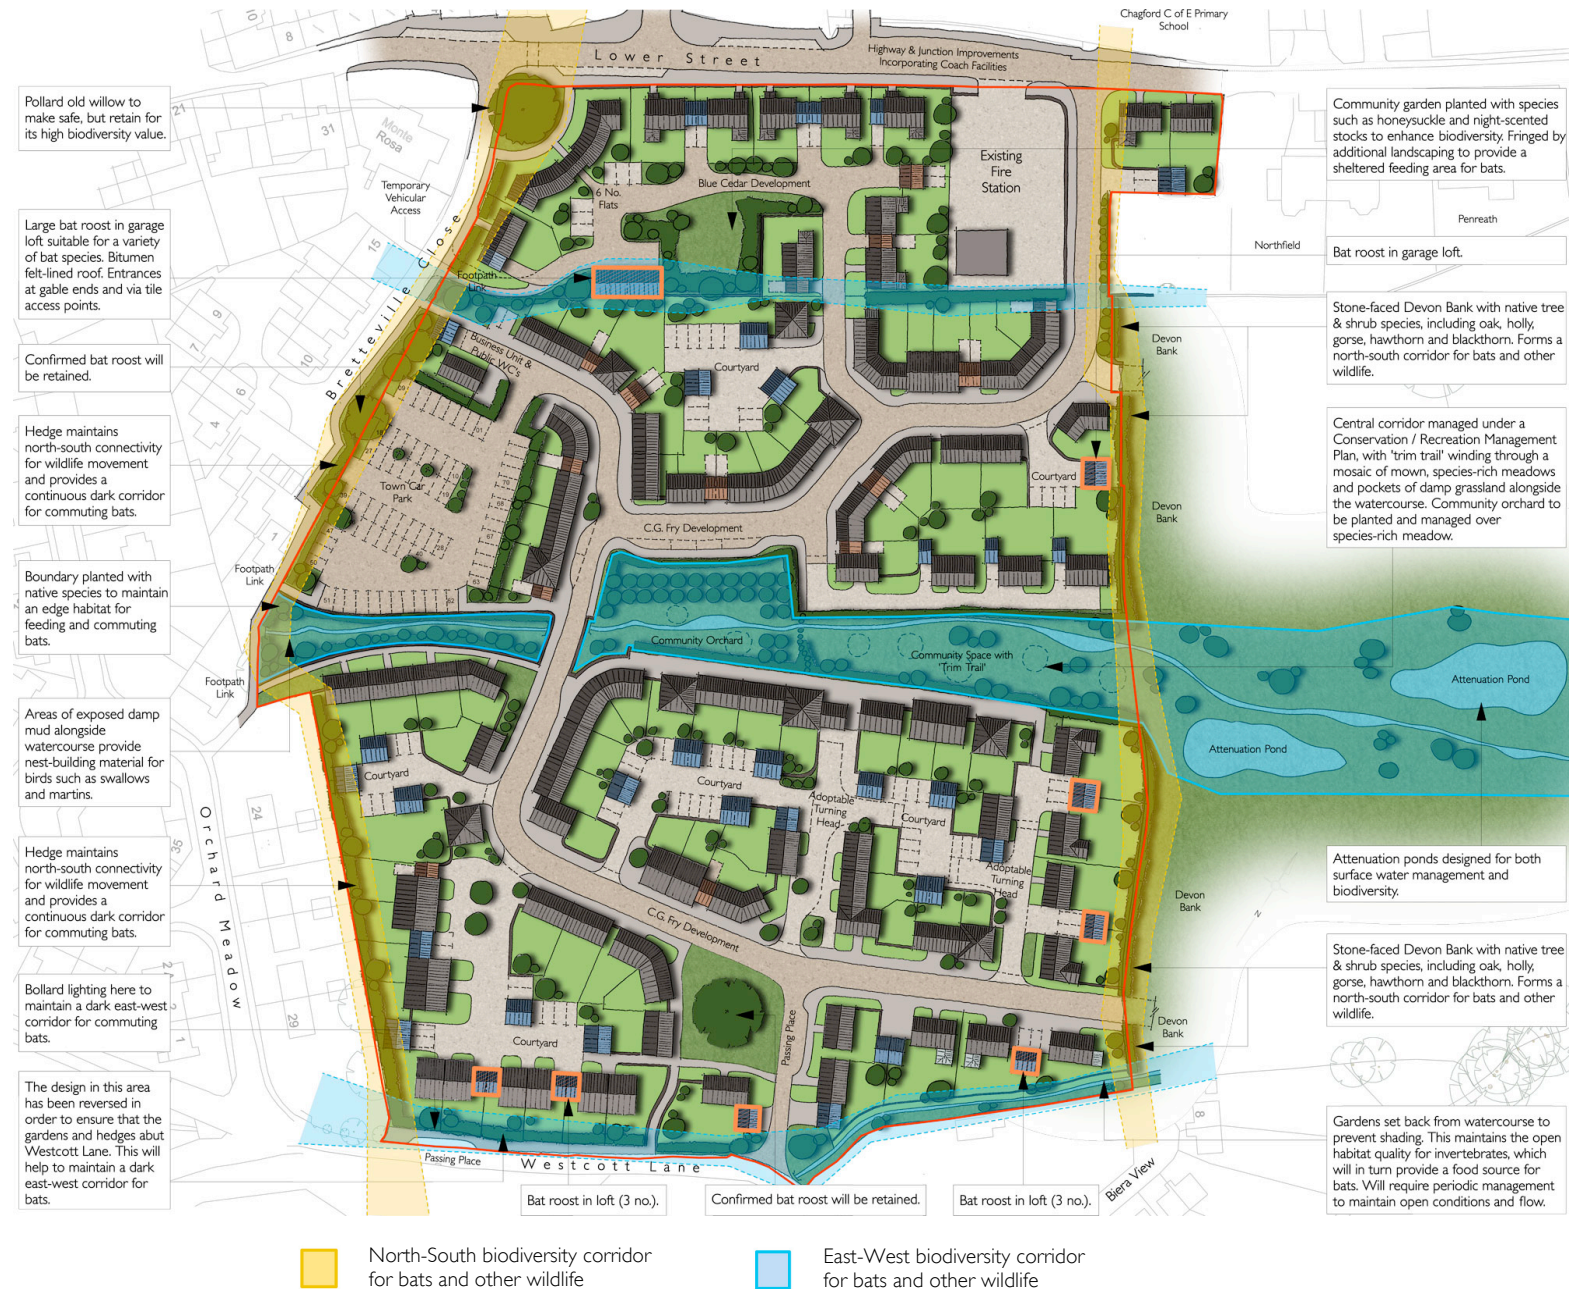 Chagford C of E Primary
School
Lower Street
Highway & Junction Improvements
Incorporating Coach Facilities
Pollard old willow to
make safe, but retain for
its high biodiversity value.
Large bat roost in garage
loft suitable for a variety
of bat species. Bitumen
felt-lined roof. Entrances
at gable ends and via tile
access points.
Confirmed bat roost will
be retained.
Hedge maintains
north-south connectivity
for wildlife movement
and provides a
continuous dark corridor
for commuting bats.
Boundary planted with
native species to maintain
an edge habitat for
feeding and commuting
bats.
Areas of exposed damp
mud alongside
watercourse provide
nest-building material for
birds such as swallows
and martins.
Hedge maintains
north-south connectivity
for wildlife movement
and provides a
continuous dark corridor
for commuting bats.
Bollard lighting here to
maintain a dark east-west
corridor for commuting
bats.
The design in this area
has been reversed in
order to ensure that the
gardens and hedges abut
Westcott Lane. This will
help to maintain a dark
east-west corridor for
bats.
8
10
21
31
Monte
Rosa
Temporary
Vehicular
Access
15
Bretteville Close
9
7
10
6
4
1
6 No.
Flats
Blue Cedar Development
Existing
Fire
Station
Footpath
Link
Business Unit &
Public WC's
Courtyard
Town Car
Park
C.G. Fry Development
Courtyard
Footpath
Link
Footpath
Link
Community Orchard
Community Space with
'Trim Trail'
Attenuation Pond
Attenuation Pond
Courtyard
Courtyard
Adoptable
Turning
Head
Courtyard
Adoptable
Turning
Head
C.G. Fry Development
Courtyard
Passing Place
Passing Place
Westcott Lane
Biera View
8
Orchard Meadow
24
35
29
1
Penreath
Northfield
Devon
Bank
Devon
Bank
Devon
Bank
Devon
Bank
N
Community garden planted with species
such as honeysuckle and night-scented
stocks to enhance biodiversity. Fringed by
additional landscaping to provide a
sheltered feeding area for bats.
Bat roost in garage loft.
Stone-faced Devon Bank with native tree
& shrub species, including oak, holly,
gorse, hawthorn and blackthorn. Forms a
north-south corridor for bats and other
wildlife.
Central corridor managed under a
Conservation / Recreation Management
Plan, with 'trim trail' winding through a
mosaic of mown, species-rich meadows
and pockets of damp grassland alongside
the watercourse. Community orchard to
be planted and managed over
species-rich meadow.
Attenuation ponds designed for both
surface water management and
biodiversity.
Stone-faced Devon Bank with native tree
& shrub species, including oak, holly,
gorse, hawthorn and blackthorn. Forms a
north-south corridor for bats and other
wildlife.
Gardens set back from watercourse to
prevent shading. This maintains the open
habitat quality for invertebrates, which
will in turn provide a food source for
bats. Will require periodic management
to maintain open conditions and flow.
Bat roost in loft (3 no.).
Confirmed bat roost will be retained.
Bat roost in loft (3 no.).
North-South biodiversity corridor
for bats and other wildlife
East-West biodiversity corridor
for bats and other wildlife